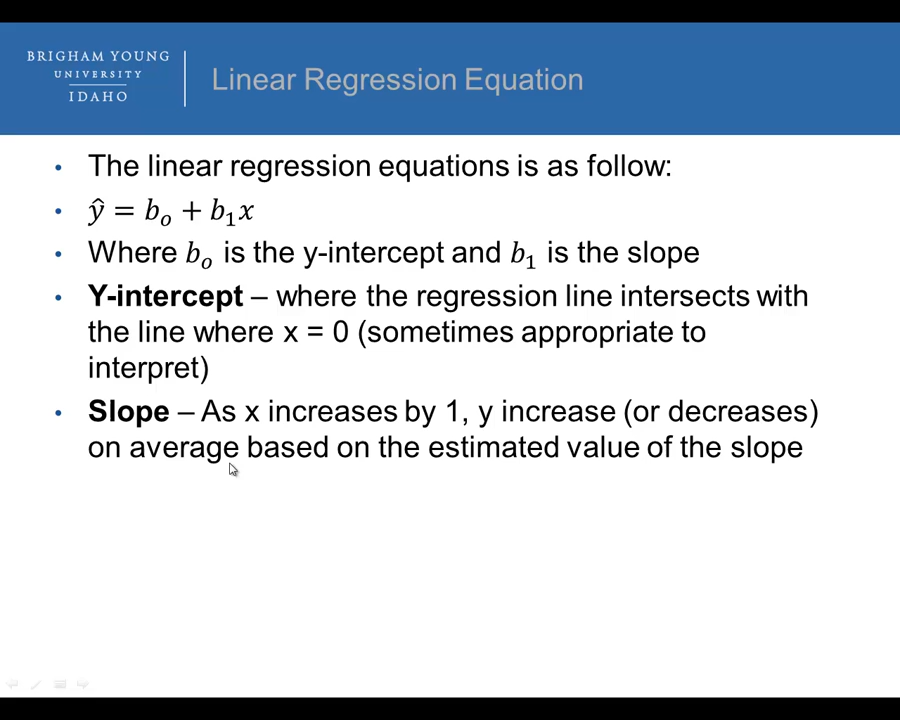 BRIGHAM YOUNG
UNIVERSITY
IDAHO
Linear Regression Equation
• The linear regression equations is as follow:
• ŷ = bₒ + b₁x
• Where bₒ is the y-intercept and b₁ is the slope
• Y-intercept – where the regression line intersects with
the line where x = 0 (sometimes appropriate to
interpret)
• Slope – As x increases by 1, y increase (or decreases)
on average based on the estimated value of the slope